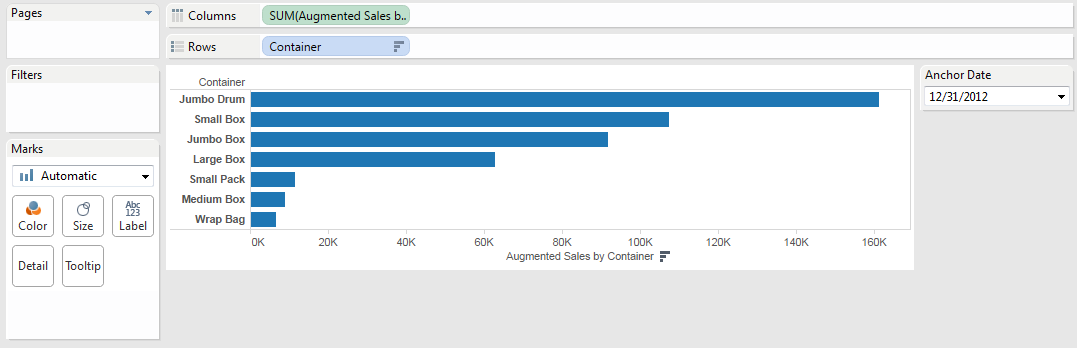 Pages
Columns
SUM(Augmented Sales b..
Rows
Container
Filters
Marks
Automatic
Color
Size
Abc
123
Label
Detail
Tooltip
Container
Jumbo Drum
Small Box
Jumbo Box
Large Box
Small Pack
Medium Box
Wrap Bag
0K 20K 40K 60K 80K 100K 120K 140K 160K
Augmented Sales by Container
Anchor Date
12/31/2012